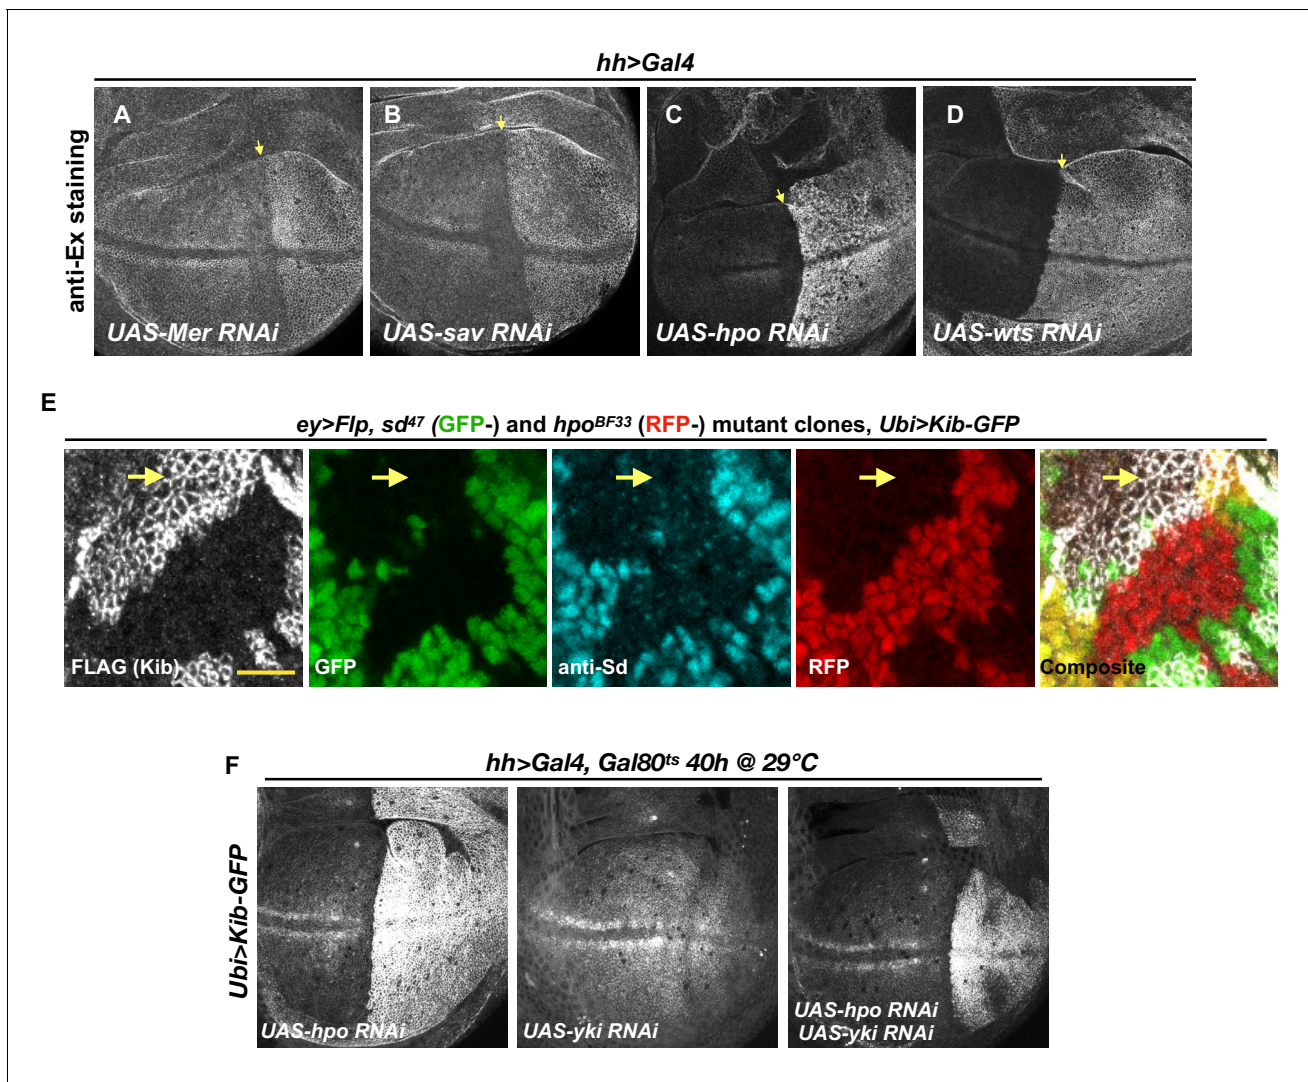 hh>Gal4
anti-Ex staining
A
B
C
D
UAS-Mer RNAi
UAS-sav RNAi
UAS-hpo RNAi
UAS-wts RNAi
E
ey>Flp, sd47 (GFP-) and hpoBF33 (RFP-) mutant clones, Ubi>Kib-GFP
FLAG (Kib)
GFP
anti-Sd
RFP
Composite
F
hh>Gal4, Gal80ts 40h @ 29°C
Ubi>Kib-GFP
UAS-hpo RNAi
UAS-yki RNAi
UAS-hpo RNAi
UAS-yki RNAi